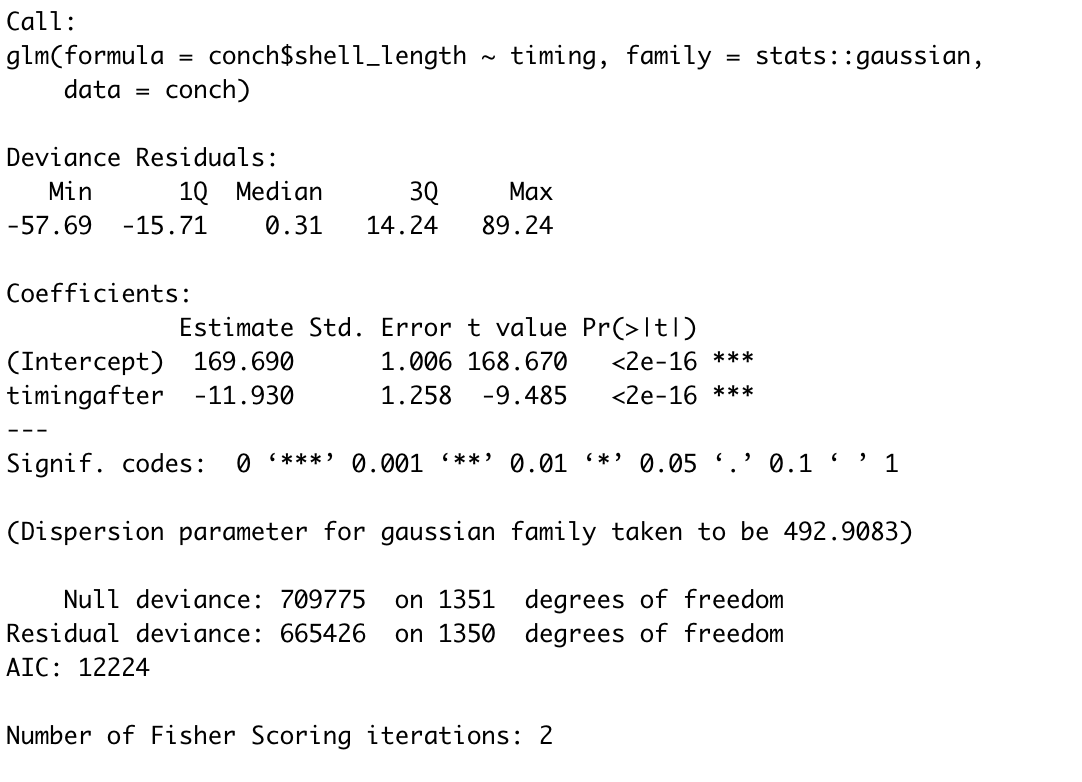 Call:
glm(formula = conch$shell_length ~ timing, family = stats::gaussian,
    data = conch)

Deviance Residuals:
   Min      1Q  Median      3Q     Max
-57.69  -15.71    0.31   14.24   89.24

Coefficients:
            Estimate Std. Error t value Pr(>|t|)
(Intercept)  169.690      1.006 168.670   <2e-16 ***
timingafter  -11.930      1.258  -9.485   <2e-16 ***
---
Signif. codes:  0 ‘***’ 0.001 ‘**’ 0.01 ‘*’ 0.05 ‘.’ 0.1 ‘ ’ 1

(Dispersion parameter for gaussian family taken to be 492.9083)

    Null deviance: 709775  on 1351  degrees of freedom
Residual deviance: 665426  on 1350  degrees of freedom
AIC: 12224

Number of Fisher Scoring iterations: 2